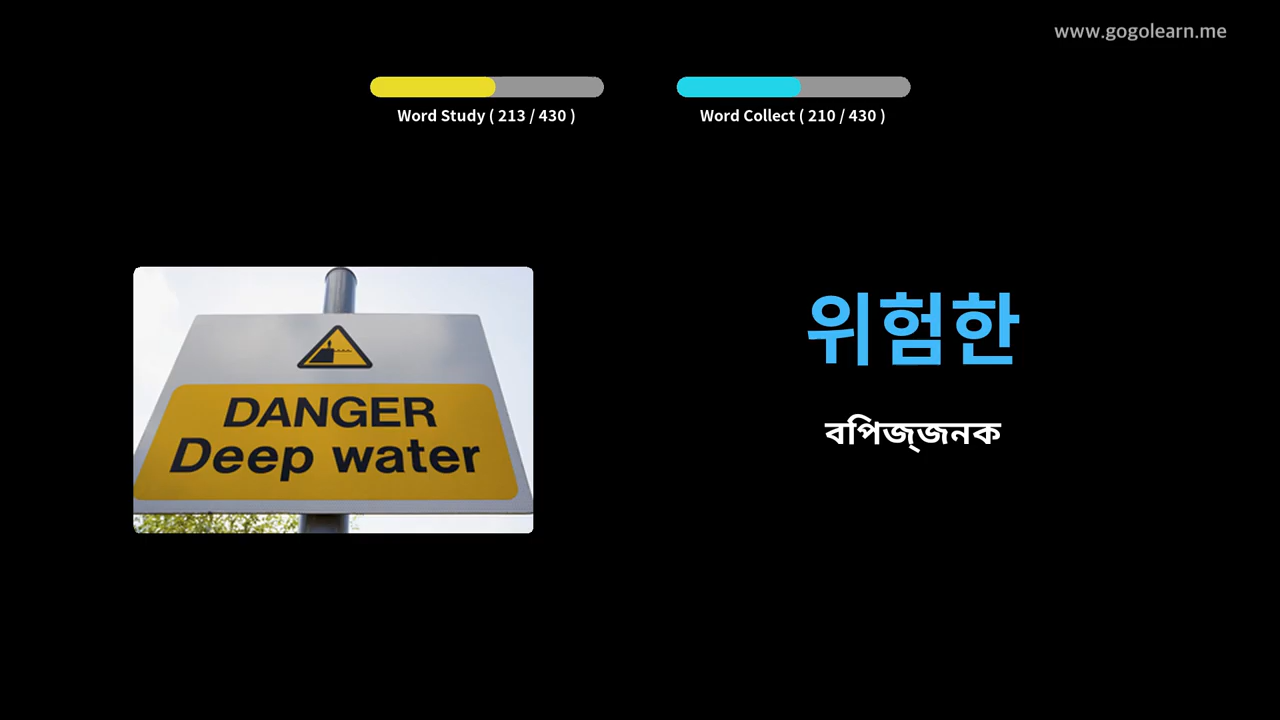 www.gogolearn.me
Word Study ( 213 / 430 )
Word Collect ( 210 / 430 )
DANGER
Deep water
위험한
বপিজ্‌জনক